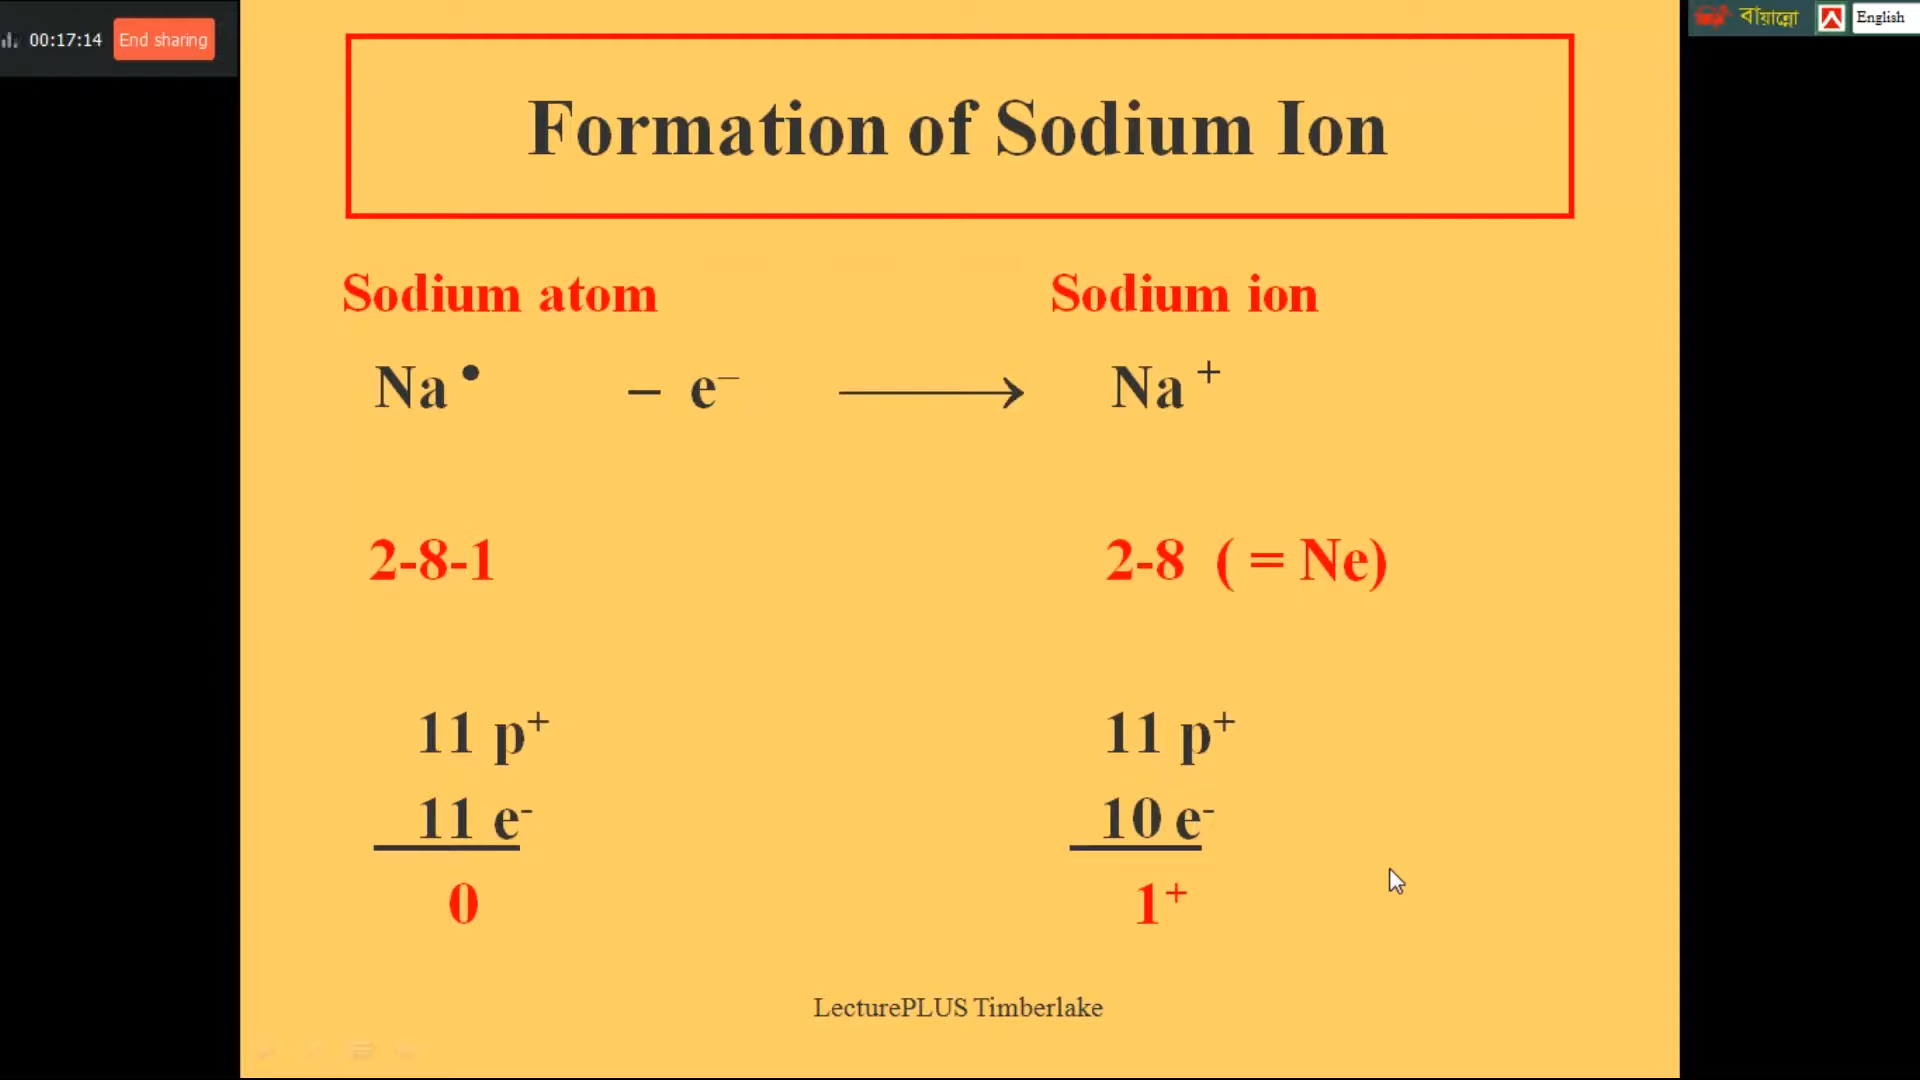 00:17:14 End sharing
বায়ান্নো English
Formation of Sodium Ion
Sodium atom Sodium ion
Na • – e⁻ ⟶ Na ⁺
2-8-1 2-8 ( = Ne)
11 p⁺ 11 p⁺
11 e⁻ 10 e⁻
0 1⁺
LecturePLUS Timberlake